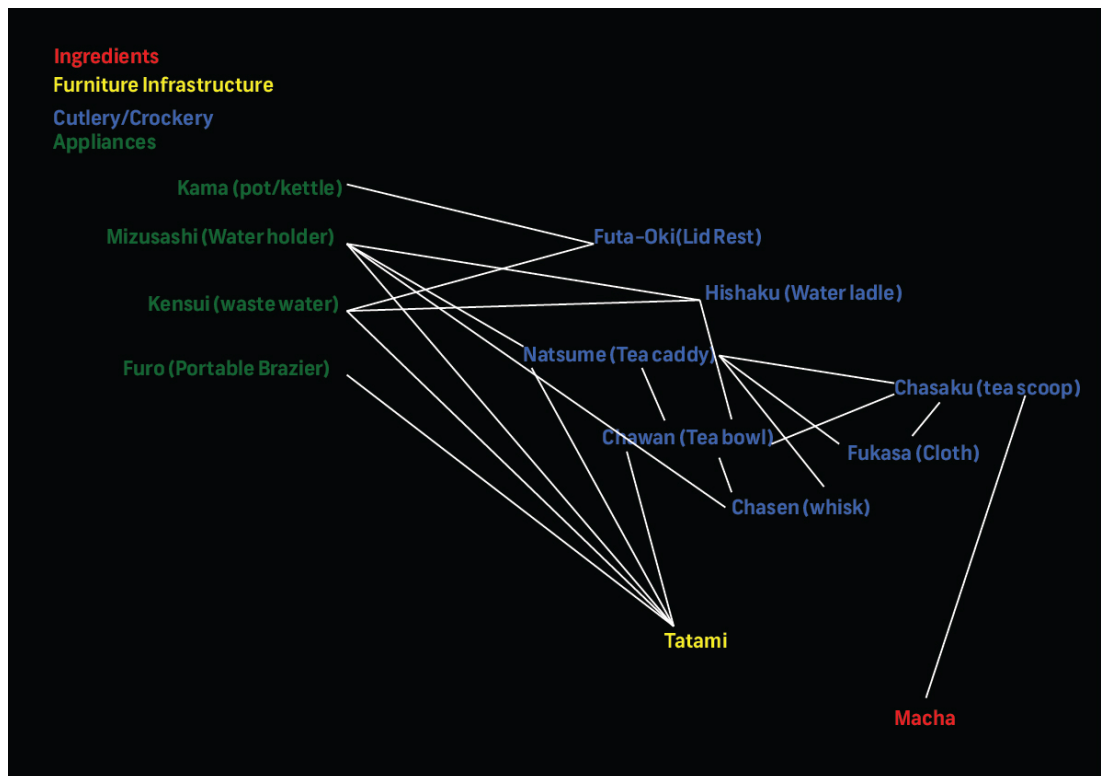 Ingredients
Furniture Infrastructure
Cutlery/Crockery
Appliances
Kama (pot/kettle)
Mizusashi (Water holder)
Futa-Oki(Lid Rest)
Kensui (waste water)
Hishaku (Water ladle)
Furo (Portable Brazier)
Natsume (Tea caddy)
Chasaku (tea scoop)
Chawan (Tea bowl)
Fukasa (Cloth)
Chasen (whisk)
Tatami
Macha